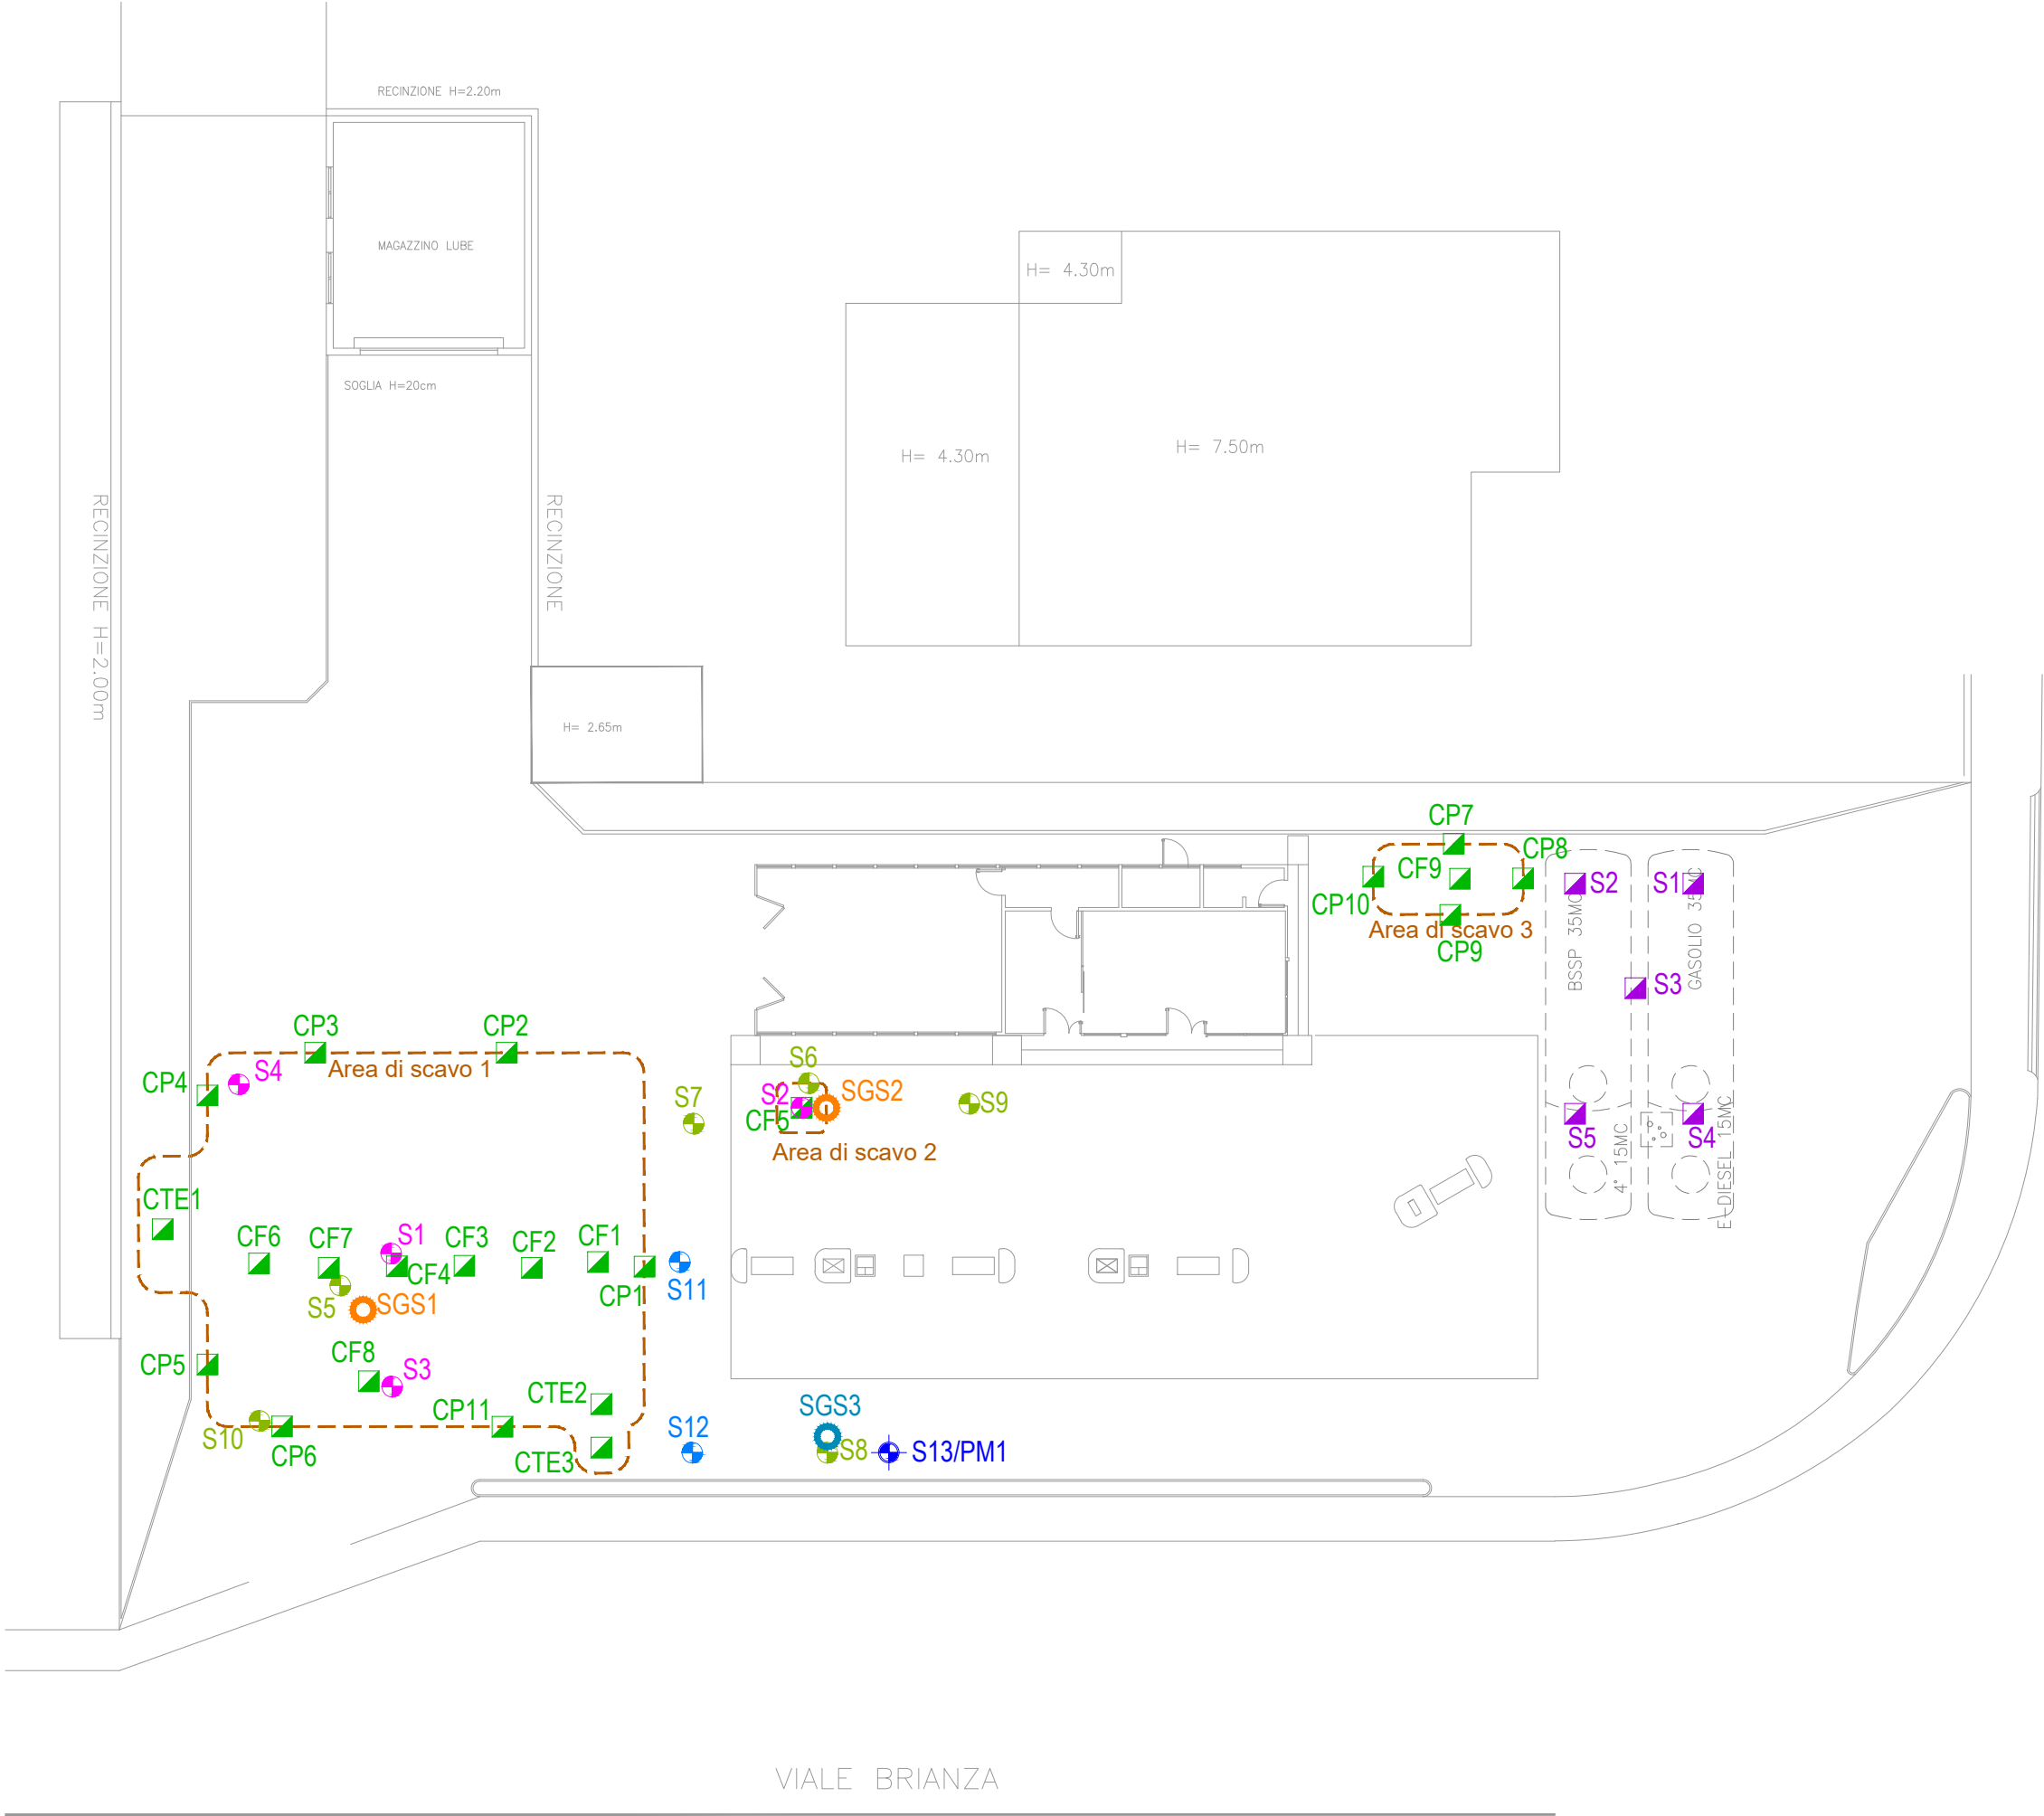 RECINZIONE H=2.20m
MAGAZZINO LUBE
H= 4.30m
SOGLIA H=20cm
H= 4.30m
H= 7.50m
RECINZIONE H=2.00m
RECINZIONE
H= 2.65m
CP7
CP8
CF9
CP10
Area di scavo 3
CP9
S2
S1
BSSP 35MC
GASOLIO 35MC
S3
CP3
CP2
Area di scavo 1
CP4
S4
S6
S7
S2
SGS2
S9
CF5
Area di scavo 2
S5
S4
4° 15MC
E-DIESEL 15MC
CTE1
CF6
CF7
S1
CF3
CF2
CF1
CF4
S11
CP1
S5
SGS1
CF8
S3
CP5
CTE2
CP11
SGS3
S10
CP6
S12
S8
S13/PM1
CTE3
VIALE BRIANZA